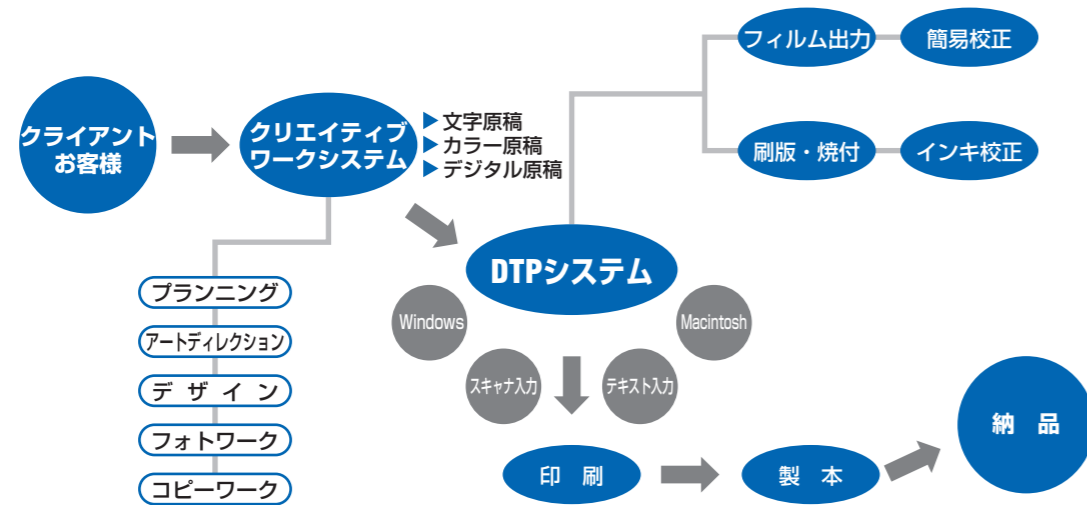 クライアント
お客様
クリエイティブ
ワークシステム
文字原稿
カラー原稿
デジタル原稿
フィルム出力
簡易校正
刷版・焼付
インキ校正
DTPシステム
Windows
Macintosh
スキャナ入力
テキスト入力
プランニング
アートディレクション
デザイン
フォトワーク
コピーワーク
印 刷
製 本
納 品